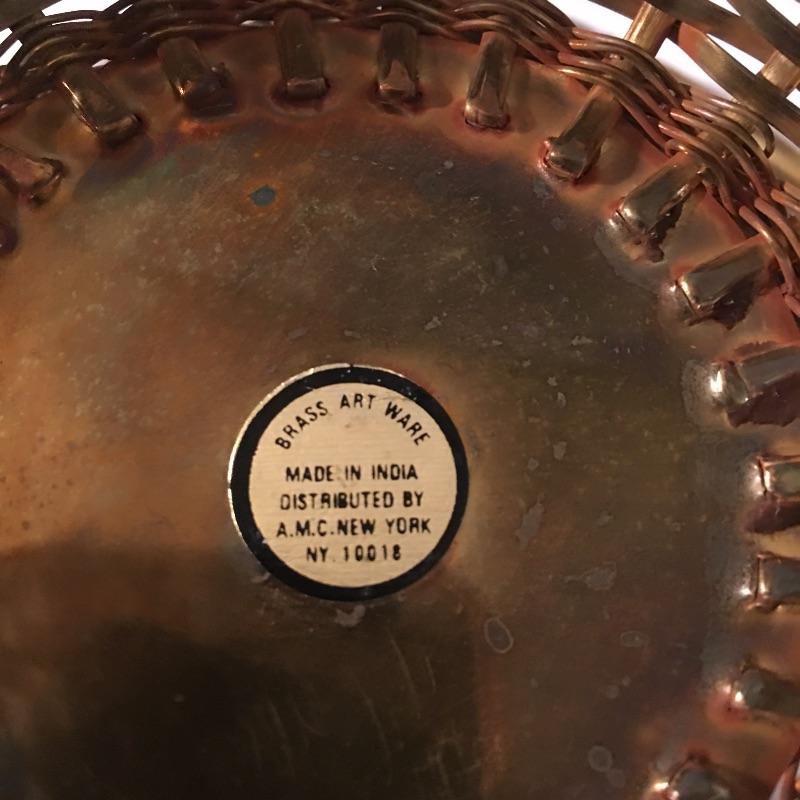 BRASS ART WARE
MADE IN INDIA
DISTRIBUTED BY
A.M.C. NEW YORK
NY. 10018